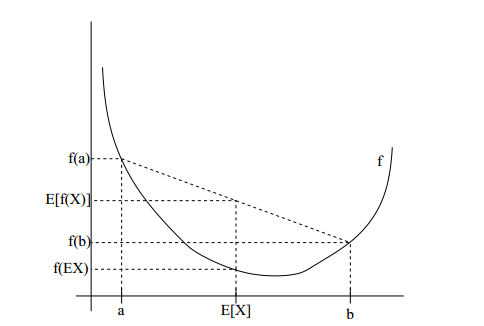 f(a)
f
E[f(X)]
f(b)
f(EX)
a
E[X]
b